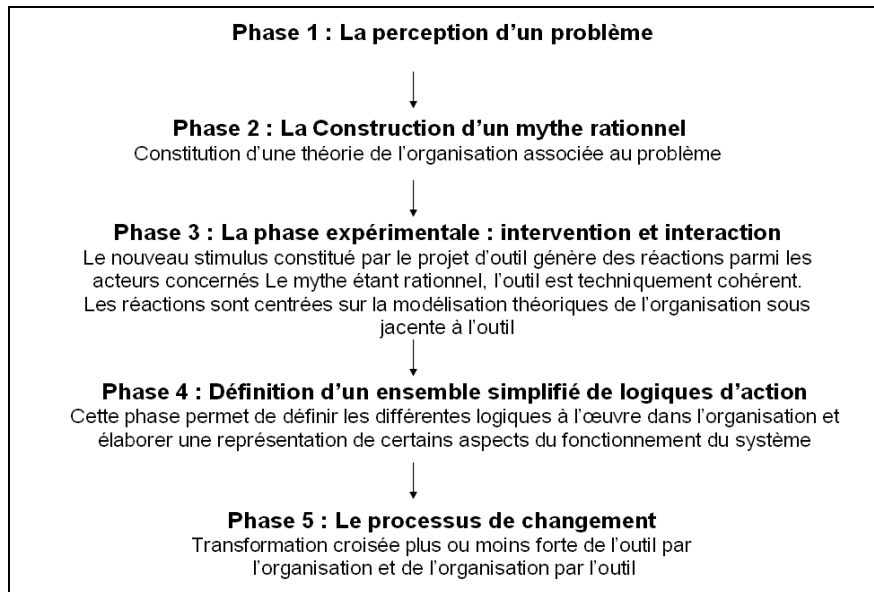 Phase 1 : La perception d’un problème
Phase 2 : La Construction d’un mythe rationnel
Constitution d’une théorie de l’organisation associée au problème
Phase 3 : La phase expérimentale : intervention et interaction
Le nouveau stimulus constitué par le projet d’outil génère des réactions parmi les
acteurs concernés Le mythe étant rationnel, l’outil est techniquement cohérent.
Les réactions sont centrées sur la modélisation théoriques de l’organisation sous
jacente à l’outil
Phase 4 : Définition d’un ensemble simplifié de logiques d’action
Cette phase permet de définir les différentes logiques à l’œuvre dans l’organisation et
élaborer une représentation de certains aspects du fonctionnement du système
Phase 5 : Le processus de changement
Transformation croisée plus ou moins forte de l’outil par
l’organisation et de l’organisation par l’outil